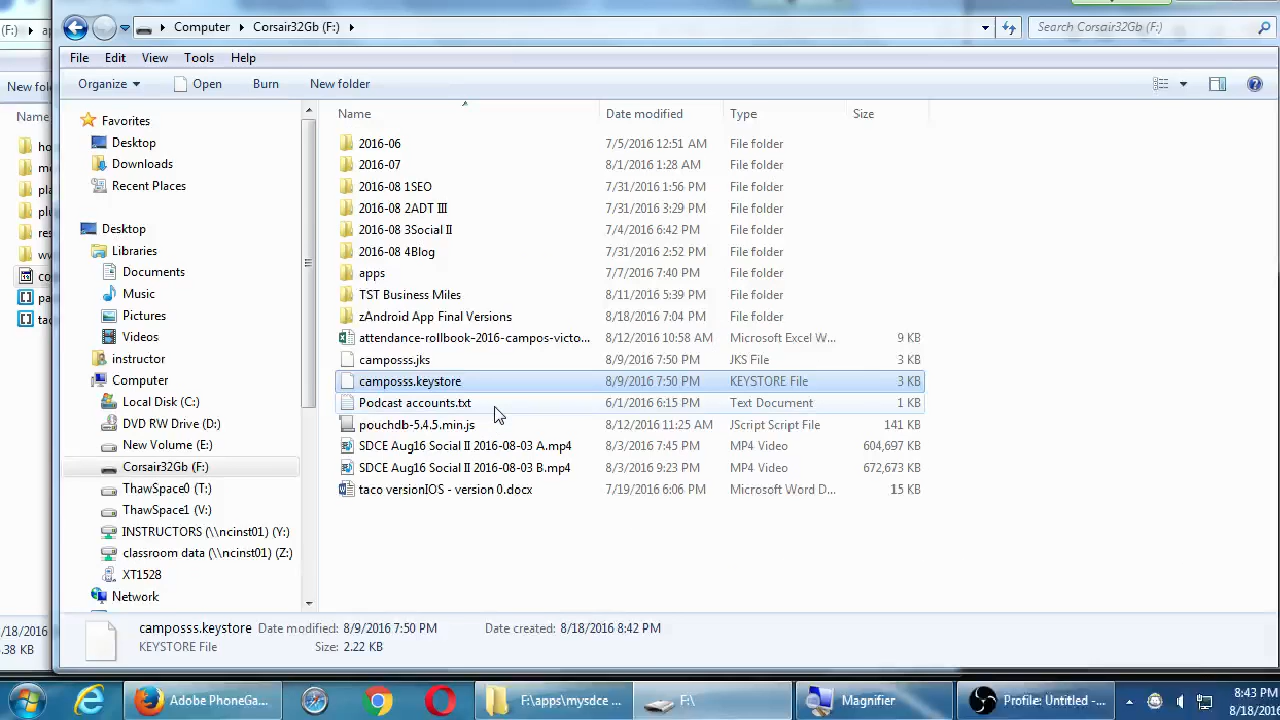 (F:)
Computer
Corsair32Gb (F:)
Search Corsair32Gb (F:)
File Edit View Tools Help
Organize Open Burn New folder
Name Date modified Type Size
Favorites
Desktop
Downloads
Recent Places
Desktop
Libraries
Documents
Music
Pictures
Videos
instructor
Computer
Local Disk (C:)
DVD RW Drive (D:)
New Volume (E:)
Corsair32Gb (F:)
ThawSpace0 (T:)
ThawSpace1 (V:)
INSTRUCTORS (\\ncinst01) (Y:)
classroom data (\\ncinst01) (Z:)
XT1528
Network
2016-06 7/5/2016 12:51 AM File folder
2016-07 8/1/2016 1:28 AM File folder
2016-08 1SEO 7/31/2016 1:56 PM File folder
2016-08 2ADT III 7/31/2016 3:29 PM File folder
2016-08 3Social II 7/4/2016 6:42 PM File folder
2016-08 4Blog 7/31/2016 2:52 PM File folder
apps 7/7/2016 7:40 PM File folder
TST Business Miles 8/11/2016 5:39 PM File folder
zAndroid App Final Versions 8/18/2016 7:04 PM File folder
attendance-rollbook-2016-campos-victo... 8/12/2016 10:58 AM Microsoft Excel W... 9 KB
camposss.jks 8/9/2016 7:50 PM JKS File 3 KB
camposss.keystore 8/9/2016 7:50 PM KEYSTORE File 3 KB
Podcast accounts.txt 6/1/2016 6:15 PM Text Document 1 KB
pouchdb-5.4.5.min.js 8/12/2016 11:25 AM JScript Script File 141 KB
SDCE Aug16 Social II 2016-08-03 A.mp4 8/3/2016 7:45 PM MP4 Video 604,697 KB
SDCE Aug16 Social II 2016-08-03 B.mp4 8/3/2016 9:23 PM MP4 Video 672,673 KB
taco versionIOS - version 0.docx 7/19/2016 6:06 PM Microsoft Word D... 15 KB
camposss.keystore Date modified: 8/9/2016 7:50 PM Date created: 8/18/2016 8:42 PM
KEYSTORE File Size: 2.22 KB
New fol
Name
ho
me
pla
plu
res
ww
co
pa
tac
/18/2016
.38 KB
Adobe PhoneGa...
F:\apps\mysdce ...
F:\
Magnifier
Profile: Untitled -...
8:43 PM
8/18/201